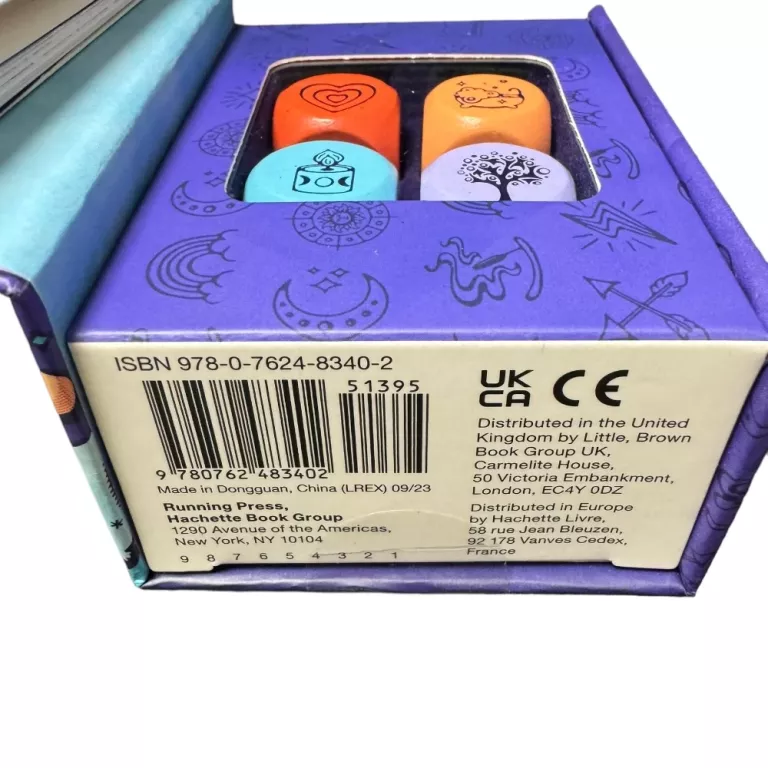 ISBN 978-0-7624-8340-2
51395
9 780762 483402
Made in Dongguan, China (LREX) 09/23
Running Press,
Hachette Book Group
1290 Avenue of the Americas,
New York, NY 10104
9 8 7 6 5 4 3 2 1
UK
CA CE
Distributed in the United
Kingdom by Little, Brown
Book Group UK,
Carmelite House,
50 Victoria Embankment,
London, EC4Y 0DZ
Distributed in Europe
by Hachette Livre,
58 rue Jean Bleuzen,
92 178 Vanves Cedex,
France